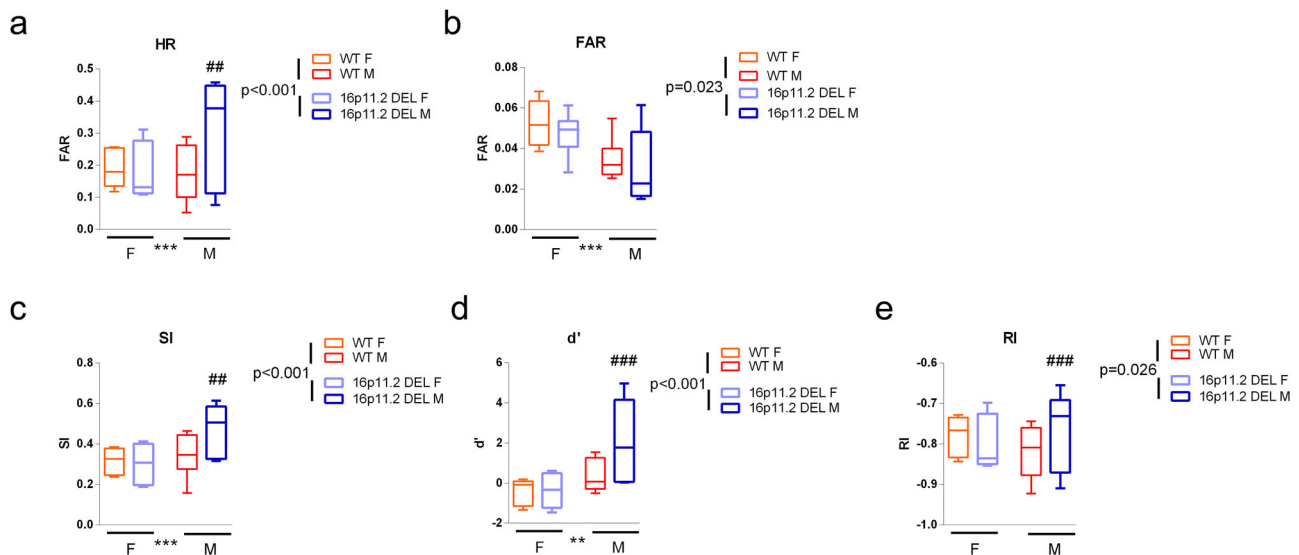 a
HR
FAR
0.5
0.4
0.3
0.2
0.1
0.0
##
F
***
M
p<0.001
WT F
WT M
16p11.2 DEL F
16p11.2 DEL M
b
FAR
FAR
0.08
0.06
0.04
0.02
0.00
F
***
M
p=0.023
WT F
WT M
16p11.2 DEL F
16p11.2 DEL M
c
SI
SI
0.8
0.6
0.4
0.2
0.0
##
F
***
M
p<0.001
WT F
WT M
16p11.2 DEL F
16p11.2 DEL M
d
d'
d'
6
4
2
0
-2
###
F
**
M
p<0.001
WT F
WT M
16p11.2 DEL F
16p11.2 DEL M
e
RI
RI
-0.6
-0.7
-0.8
-0.9
-1.0
###
F
M
p=0.026
WT F
WT M
16p11.2 DEL F
16p11.2 DEL M